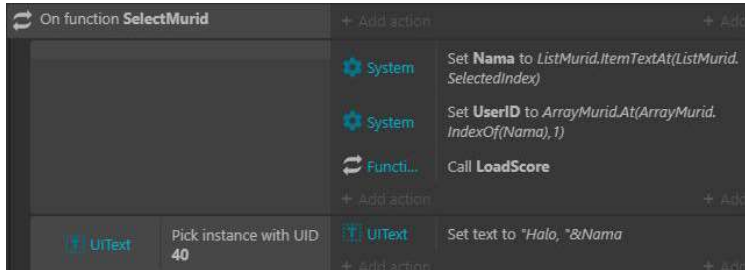 On function SelectMurid
+ Add action
+ Add
System
Set Nama to ListMurid.ItemTextAt(ListMurid.
SelectedIndex)
System
Set UserID to ArrayMurid.At(ArrayMurid.
IndexOf(Nama),1)
Functi...
Call LoadScore
+ Add action
+ Add
UIText
Pick instance with UID
40
UIText
Set text to "Halo, "&Nama
+ Add action
+ Add